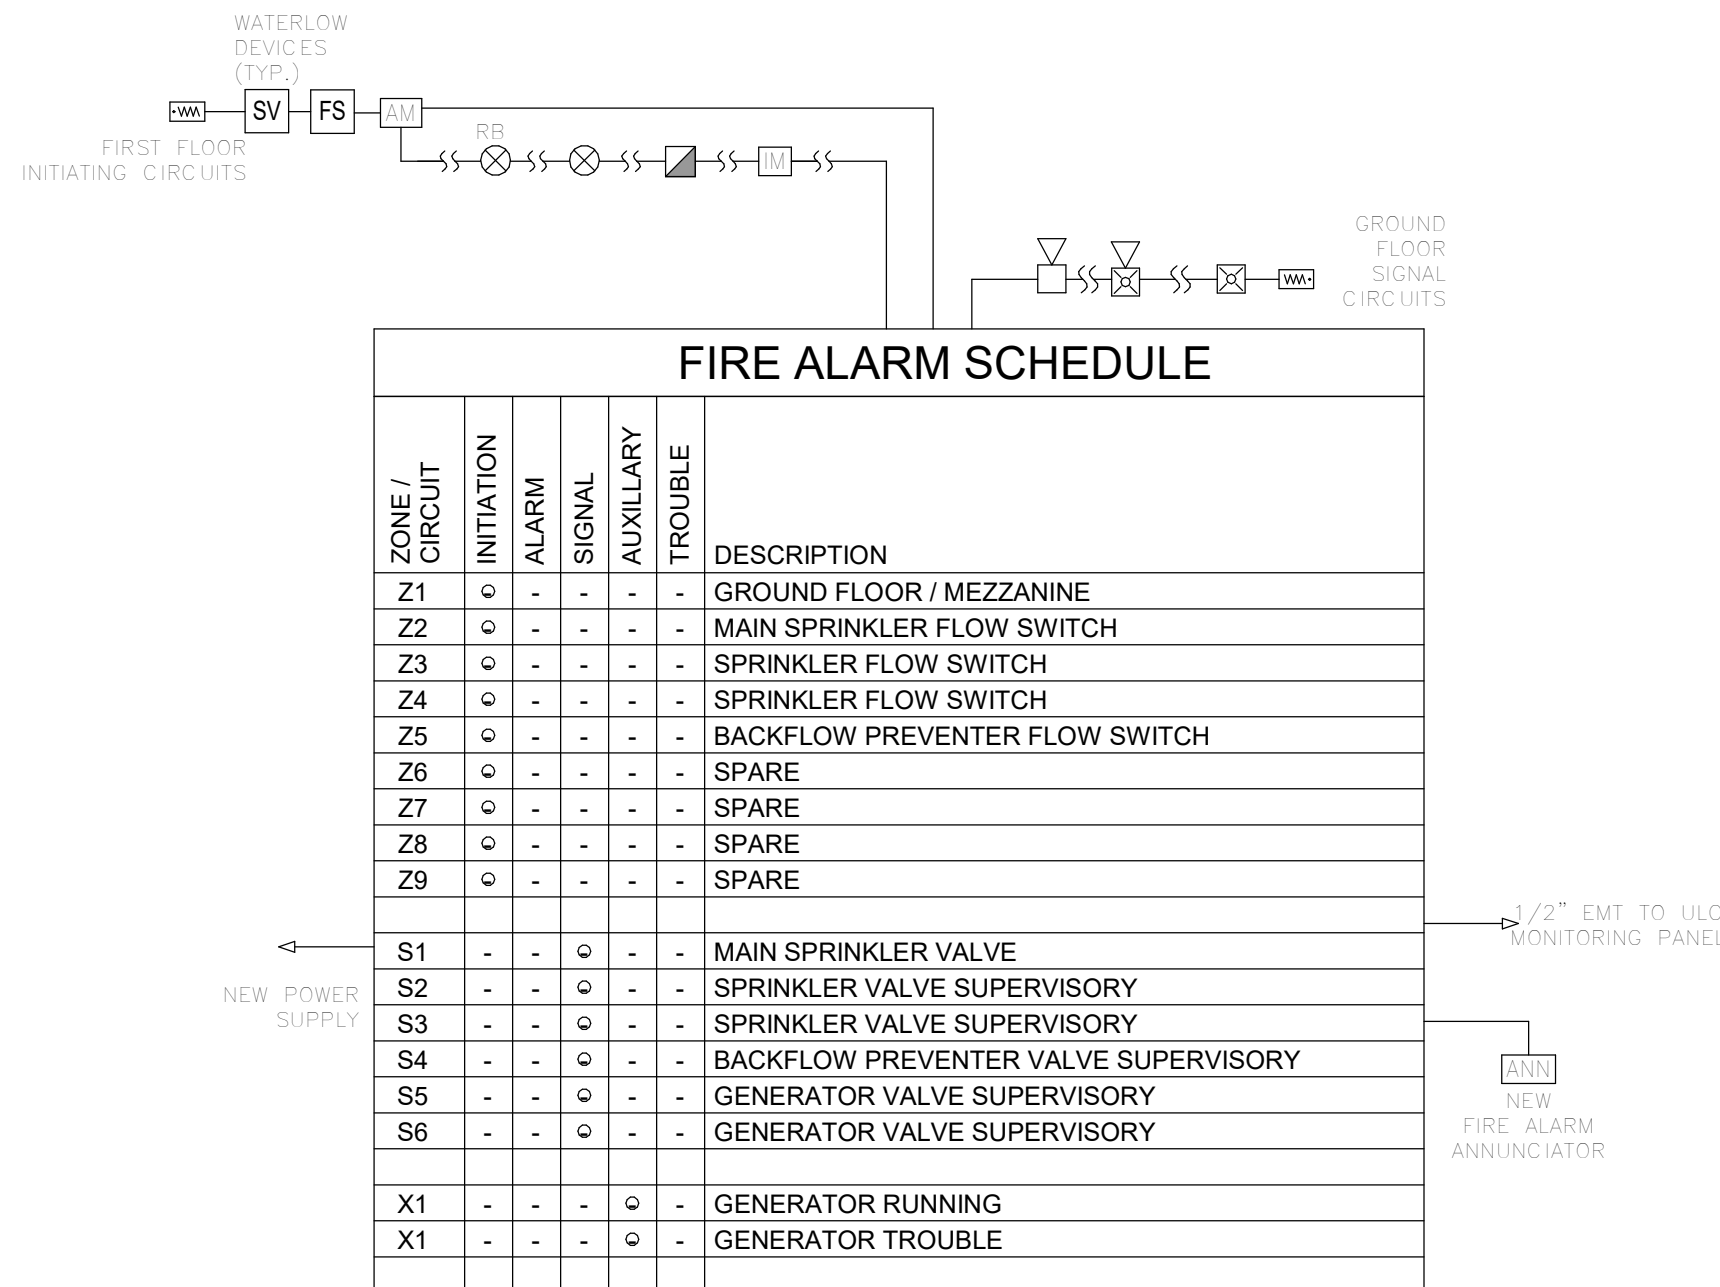 WATERLOW
DEVICES
(TYP.)
SV
FS
AM
FIRST FLOOR
INITIATING CIRCUITS
RB
IM
GROUND
FLOOR
SIGNAL
CIRCUITS
FIRE ALARM SCHEDULE
ZONE /
CIRCUIT
INITIATION
ALARM
SIGNAL
AUXILLARY
TROUBLE
DESCRIPTION
Z1 - - - - GROUND FLOOR / MEZZANINE
Z2 - - - - MAIN SPRINKLER FLOW SWITCH
Z3 - - - - SPRINKLER FLOW SWITCH
Z4 - - - - SPRINKLER FLOW SWITCH
Z5 - - - - BACKFLOW PREVENTER FLOW SWITCH
Z6 - - - - SPARE
Z7 - - - - SPARE
Z8 - - - - SPARE
Z9 - - - - SPARE
1/2" EMT TO ULC
MONITORING PANEL
S1 - - - - MAIN SPRINKLER VALVE
S2 - - - - SPRINKLER VALVE SUPERVISORY
NEW POWER
SUPPLY
S3 - - - - SPRINKLER VALVE SUPERVISORY
S4 - - - - BACKFLOW PREVENTER VALVE SUPERVISORY
S5 - - - - GENERATOR VALVE SUPERVISORY
S6 - - - - GENERATOR VALVE SUPERVISORY
ANN
NEW
FIRE ALARM
ANNUNCIATOR
X1 - - - - GENERATOR RUNNING
X1 - - - - GENERATOR TROUBLE